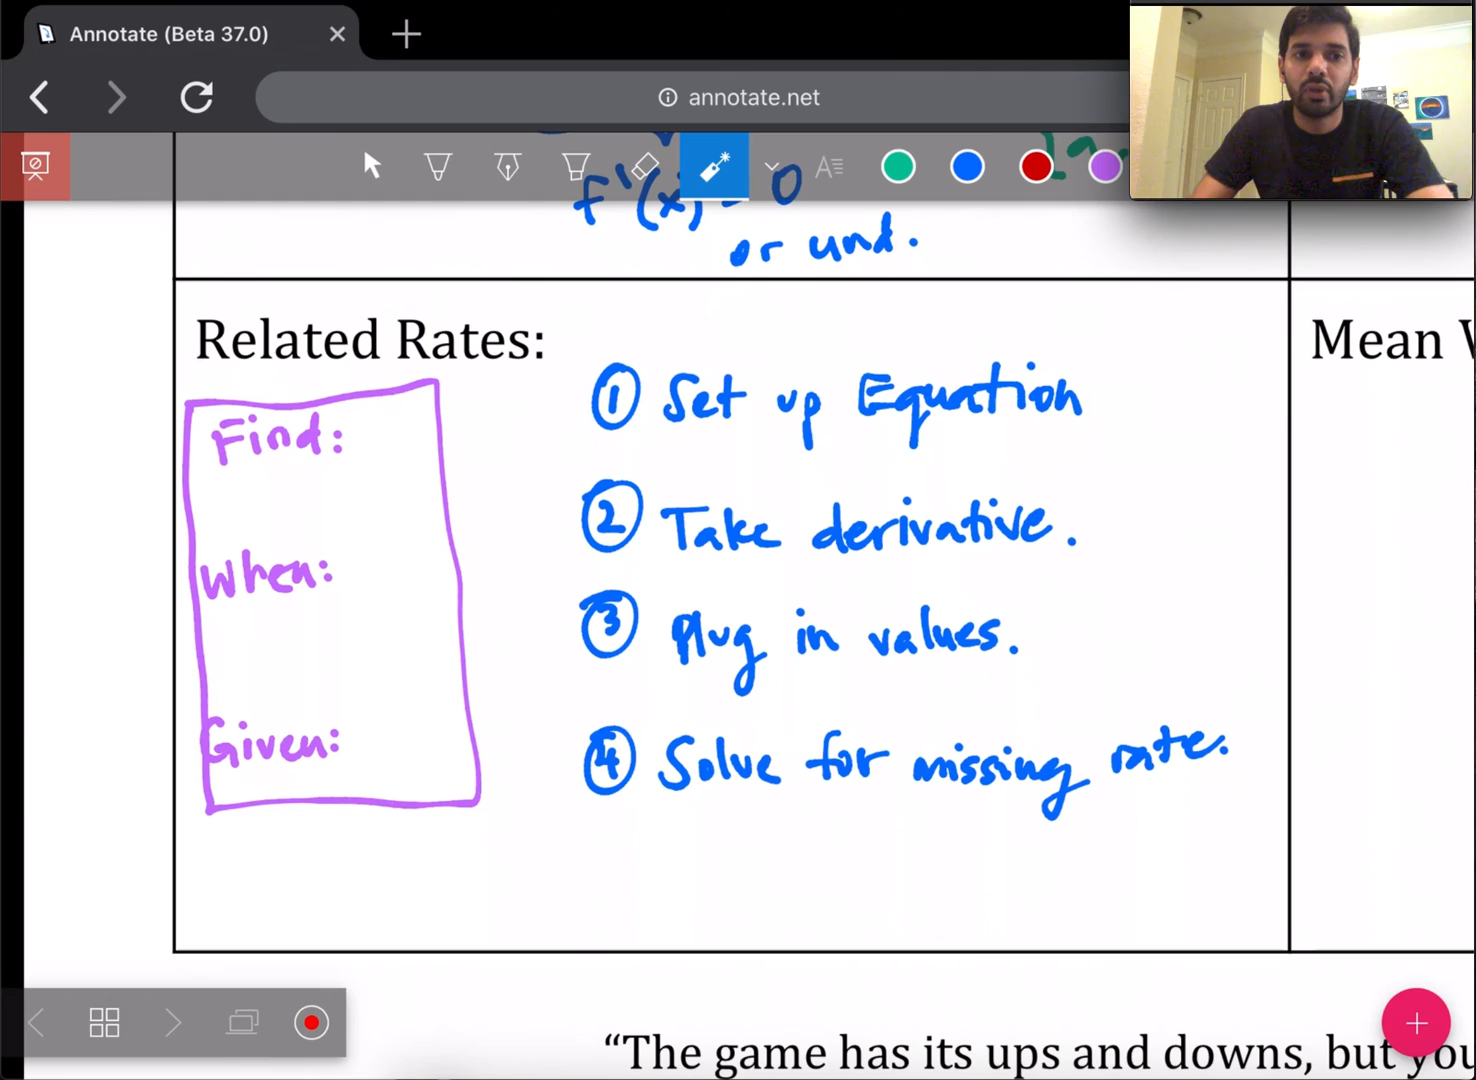 Annotate (Beta 37.0)
annotate.net
f'(x) = 0
or und.
Related Rates:
Find:
When:
Given:
① Set up Equation
② Take derivative.
③ Plug in values.
④ Solve for missing rate.
Mean
“The game has its ups and downs, but you